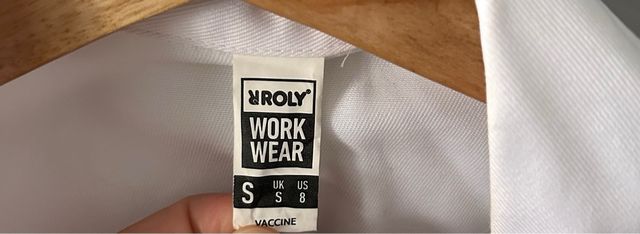 ROLY®
WORK
WEAR
S UK US
S 8
VACCINE